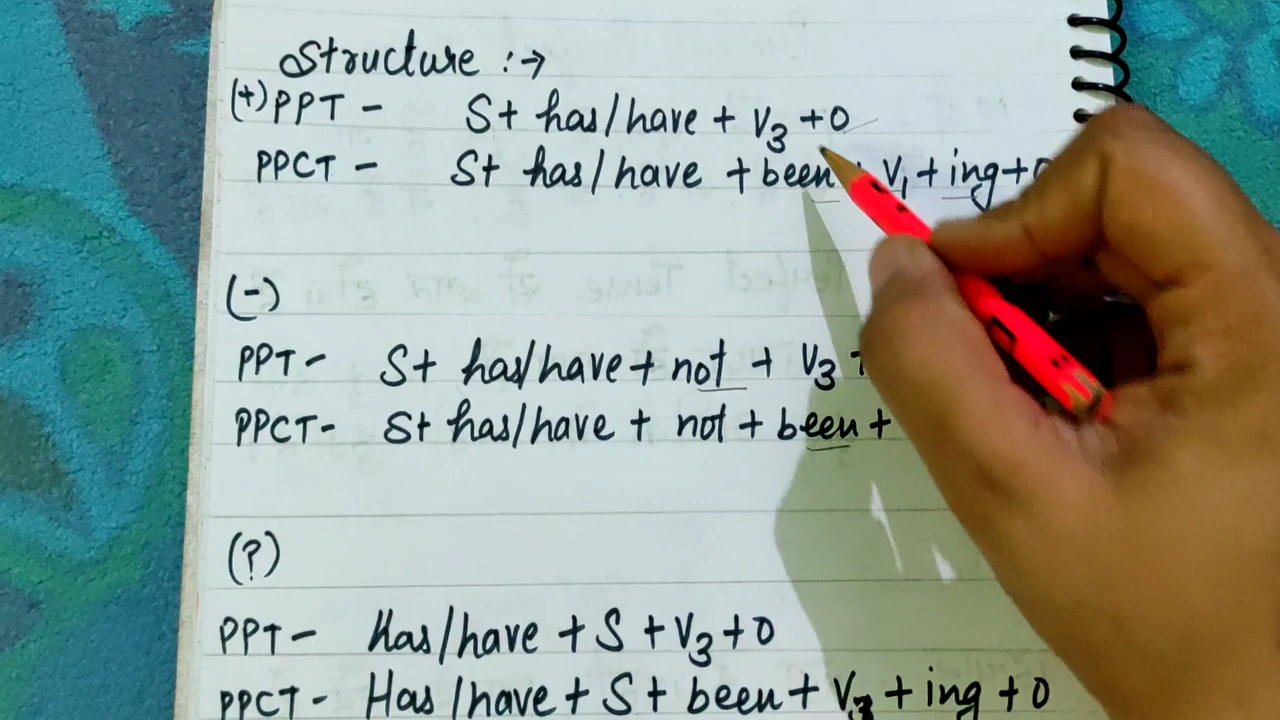 Structure :→
(+) PPT - S+ has/have + V3 + O
PPCT - S+ has/have + been + V1 + ing + O
(-)
PPT - S+ has/have + not + V3 +
PPCT - S+ has/have + not + been +
(?)
PPT - Has/have + S + V3 + O
PPCT - Has/have + S + been + V3 + ing + O